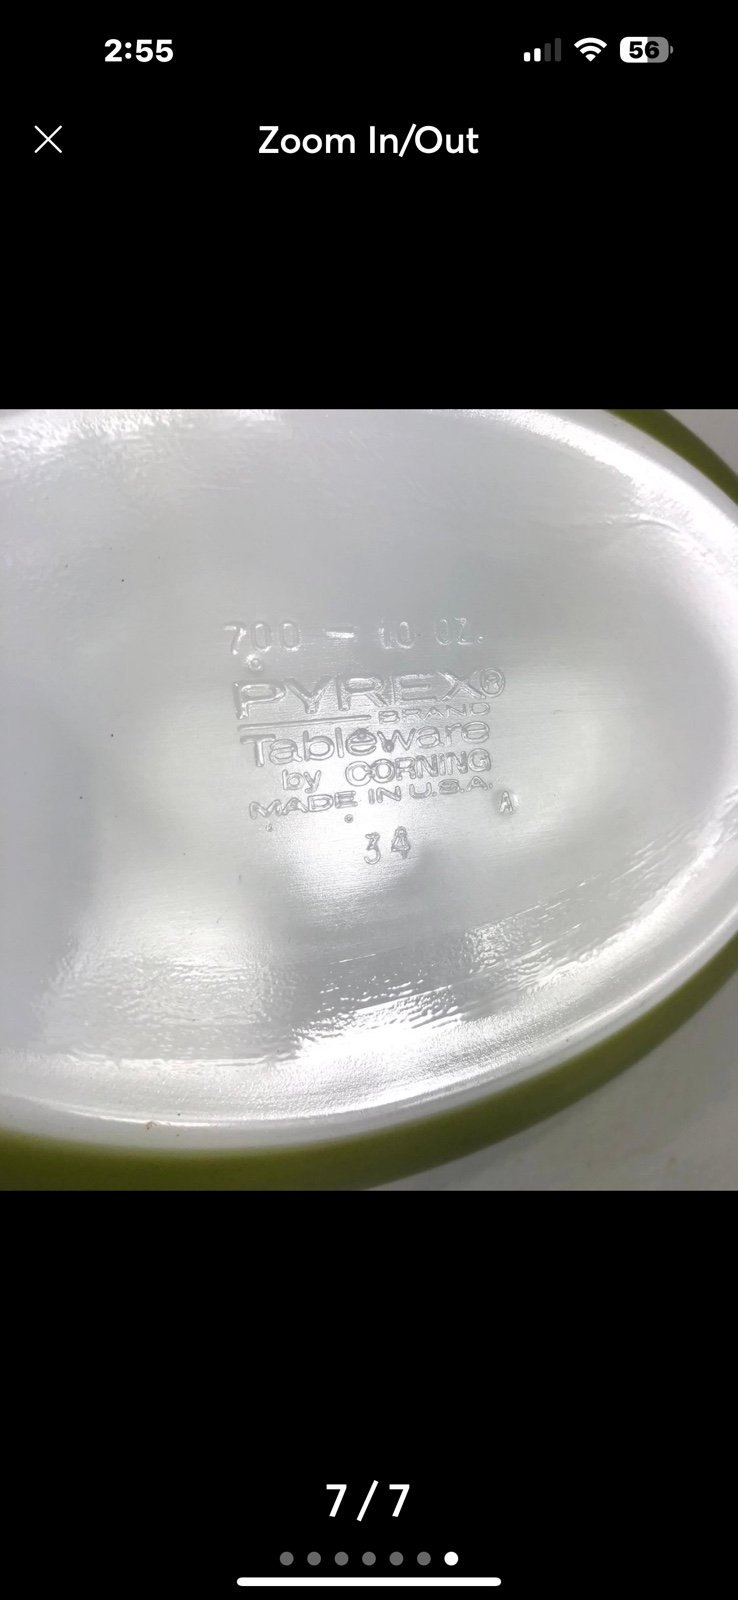 2:55
56
Zoom In/Out
700 - 10 OZ.
PYREX®
BRAND
Tableware
by CORNING
MADE IN U.S.A.
A
34
7 / 7